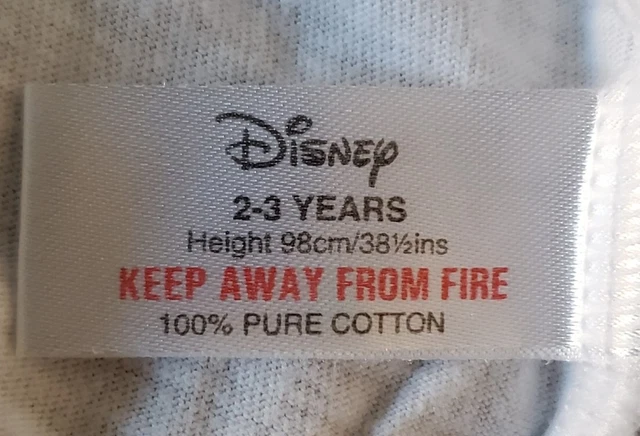 Disney
2-3 YEARS
Height 98cm/38½ins
KEEP AWAY FROM FIRE
100% PURE COTTON